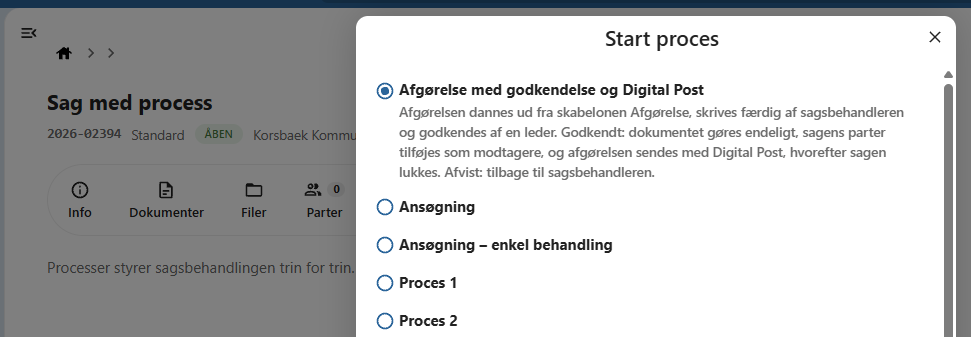 Start proces
Sag med process
2026-02394 Standard ÅBEN Korsbaek Kommu
Info Dokumenter Filer Parter 0
Processer styrer sagsbehandlingen trin for trin.
Afgørelse med godkendelse og Digital Post
Afgørelsen dannes ud fra skabelonen Afgørelse, skrives færdig af sagsbehandleren
og godkendes af en leder. Godkendt: dokumentet gøres endeligt, sagens parter
tilføjes som modtagere, og afgørelsen sendes med Digital Post, hvorefter sagen
lukkes. Afvist: tilbage til sagsbehandleren.
Ansøgning
Ansøgning – enkel behandling
Proces 1
Proces 2